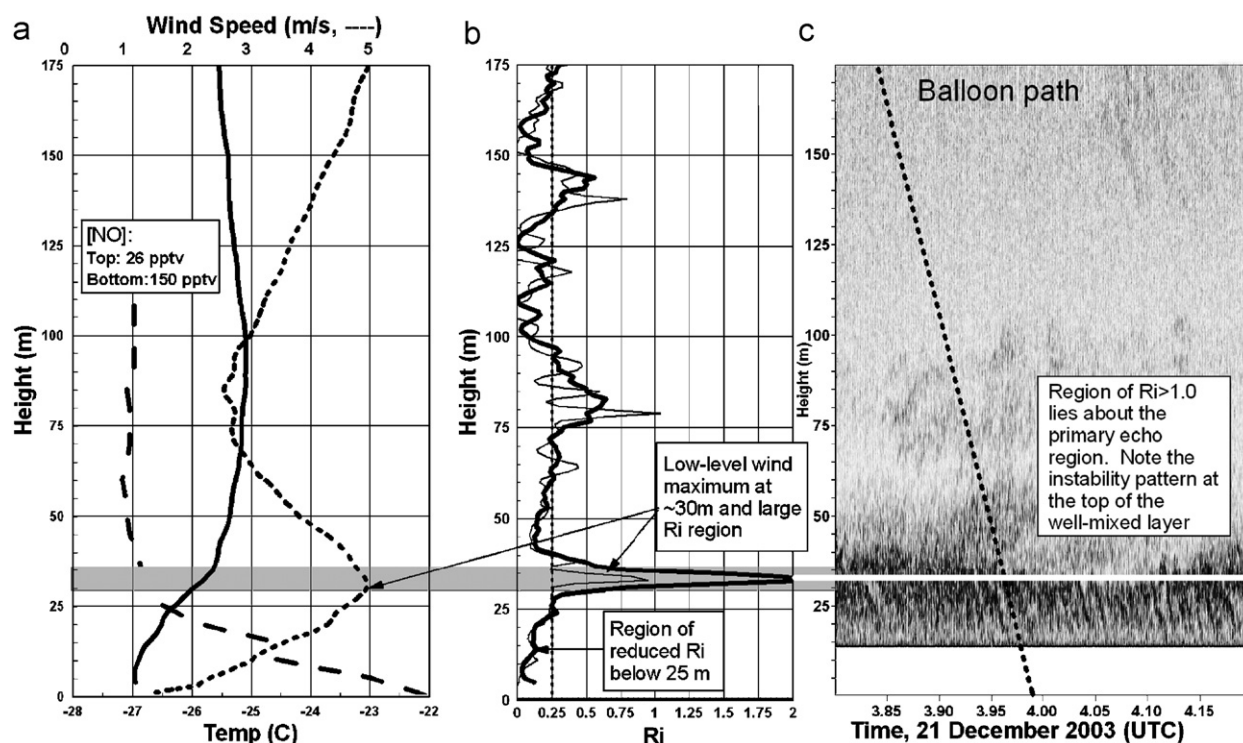 a
Wind Speed (m/s, ----)
0 1 2 3 4 5
175
150
125
100
75
50
25
0
Height (m)
[NO]:
Top: 26 pptv
Bottom:150 pptv
-28 -27 -26 -25 -24 -23 -22
Temp (C)
b
175
150
125
100
75
50
25
0
Height (m)
Low-level wind
maximum at
~30m and large
Ri region
Region of
reduced Ri
below 25 m
0 0.25 0.5 0.75 1 1.25 1.5 1.75 2
Ri
c
175
150
125
100
75
50
25
Height (m)
Balloon path
Region of Ri>1.0
lies about the
primary echo
region. Note the
instability pattern at
the top of the
well-mixed layer
3.85 3.90 3.95 4.00 4.05 4.10 4.15
Time, 21 December 2003 (UTC)